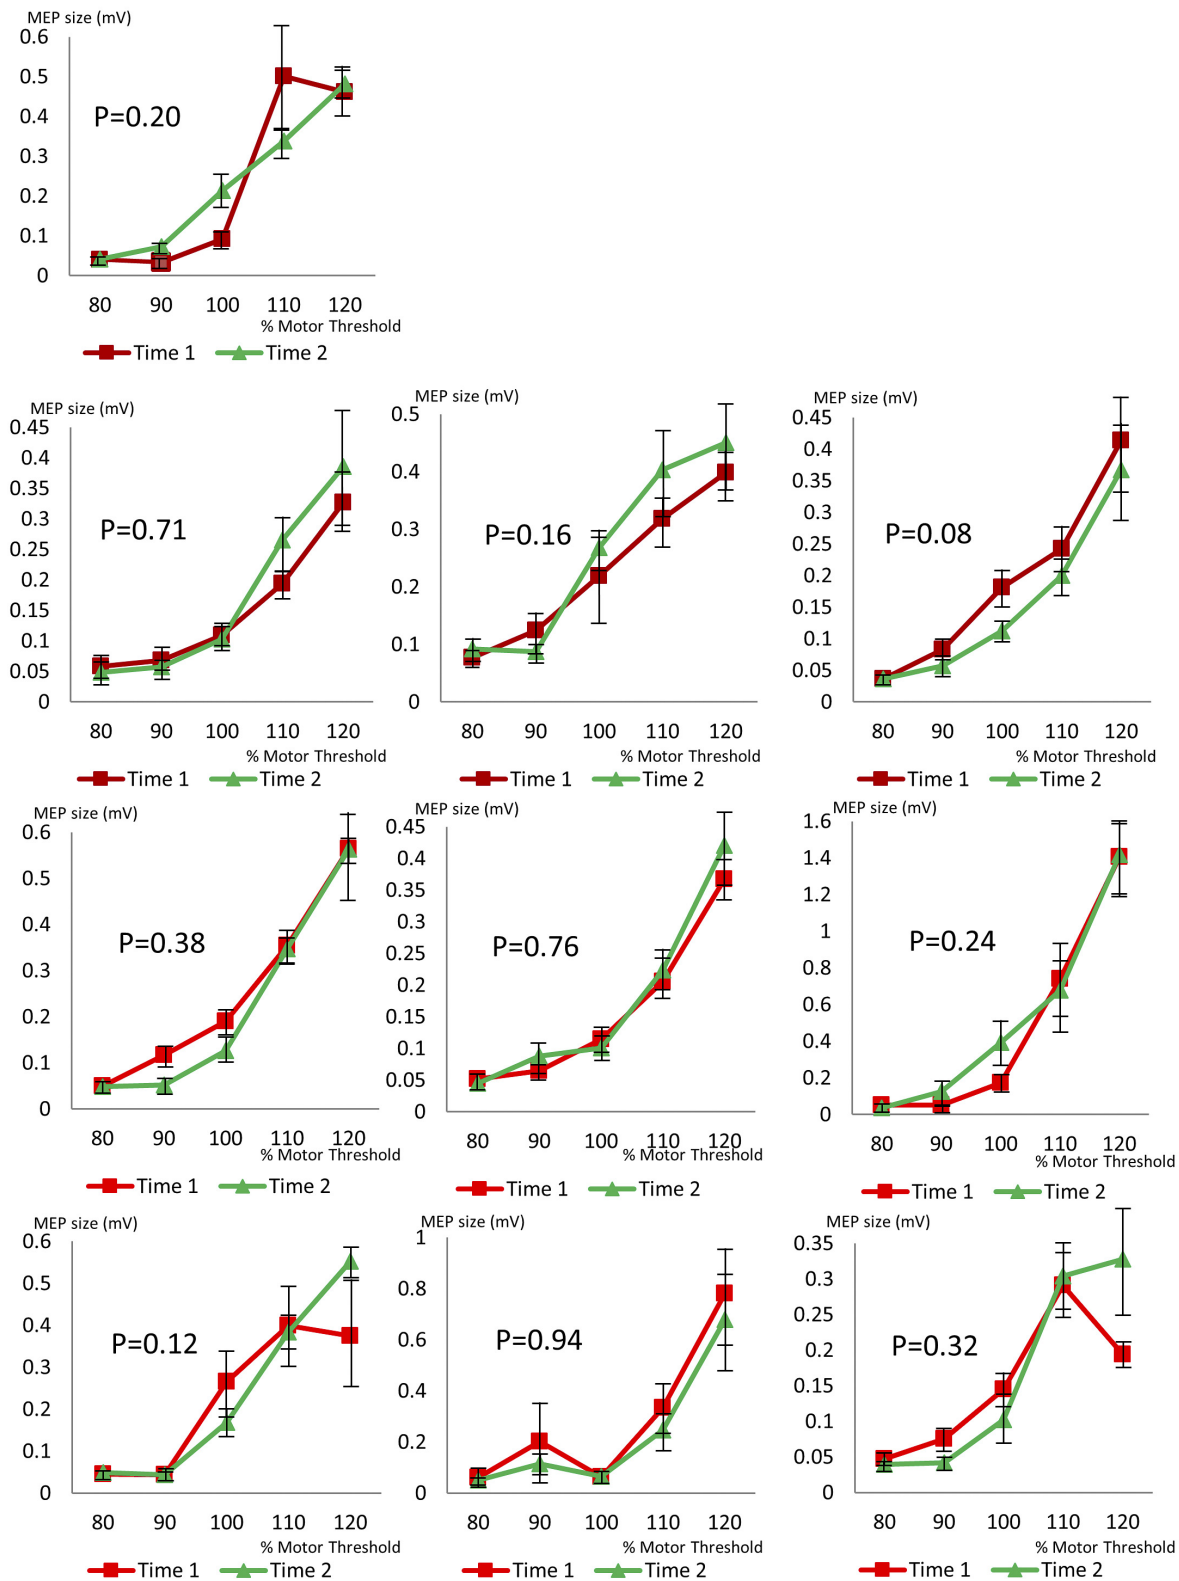 MEP size (mV)
0.6
0.5
0.4
0.3
0.2
0.1
0
P=0.20
80 90 100 110 120
% Motor Threshold
Time 1 Time 2
MEP size (mV)
0.45
0.4
0.35
0.3
0.25
0.2
0.15
0.1
0.05
0
P=0.71
80 90 100 110 120
% Motor Threshold
Time 1 Time 2
MEP size (mV)
0.5
0.4
0.3
0.2
0.1
0
P=0.16
80 90 100 110 120
% Motor Threshold
Time 1 Time 2
MEP size (mV)
0.45
0.4
0.35
0.3
0.25
0.2
0.15
0.1
0.05
0
P=0.08
80 90 100 110 120
% Motor Threshold
Time 1 Time 2
MEP size (mV)
0.6
0.5
0.4
0.3
0.2
0.1
0
P=0.38
80 90 100 110 120
% Motor Threshold
Time 1 Time 2
MEP size (mV)
0.45
0.4
0.35
0.3
0.25
0.2
0.15
0.1
0.05
0
P=0.76
80 90 100 110 120
% Motor Threshold
Time 1 Time 2
MEP size (mV)
1.6
1.4
1.2
1
0.8
0.6
0.4
0.2
0
P=0.24
80 90 100 110 120
% Motor Threshold
Time 1 Time 2
MEP size (mV)
0.6
0.5
0.4
0.3
0.2
0.1
0
P=0.12
80 90 100 110 120
% Motor Threshold
Time 1 Time 2
MEP size (mV)
1
0.8
0.6
0.4
0.2
0
P=0.94
80 90 100 110 120
% Motor Threshold
Time 1 Time 2
MEP size (mV)
0.35
0.3
0.25
0.2
0.15
0.1
0.05
0
P=0.32
80 90 100 110 120
% Motor Threshold
Time 1 Time 2